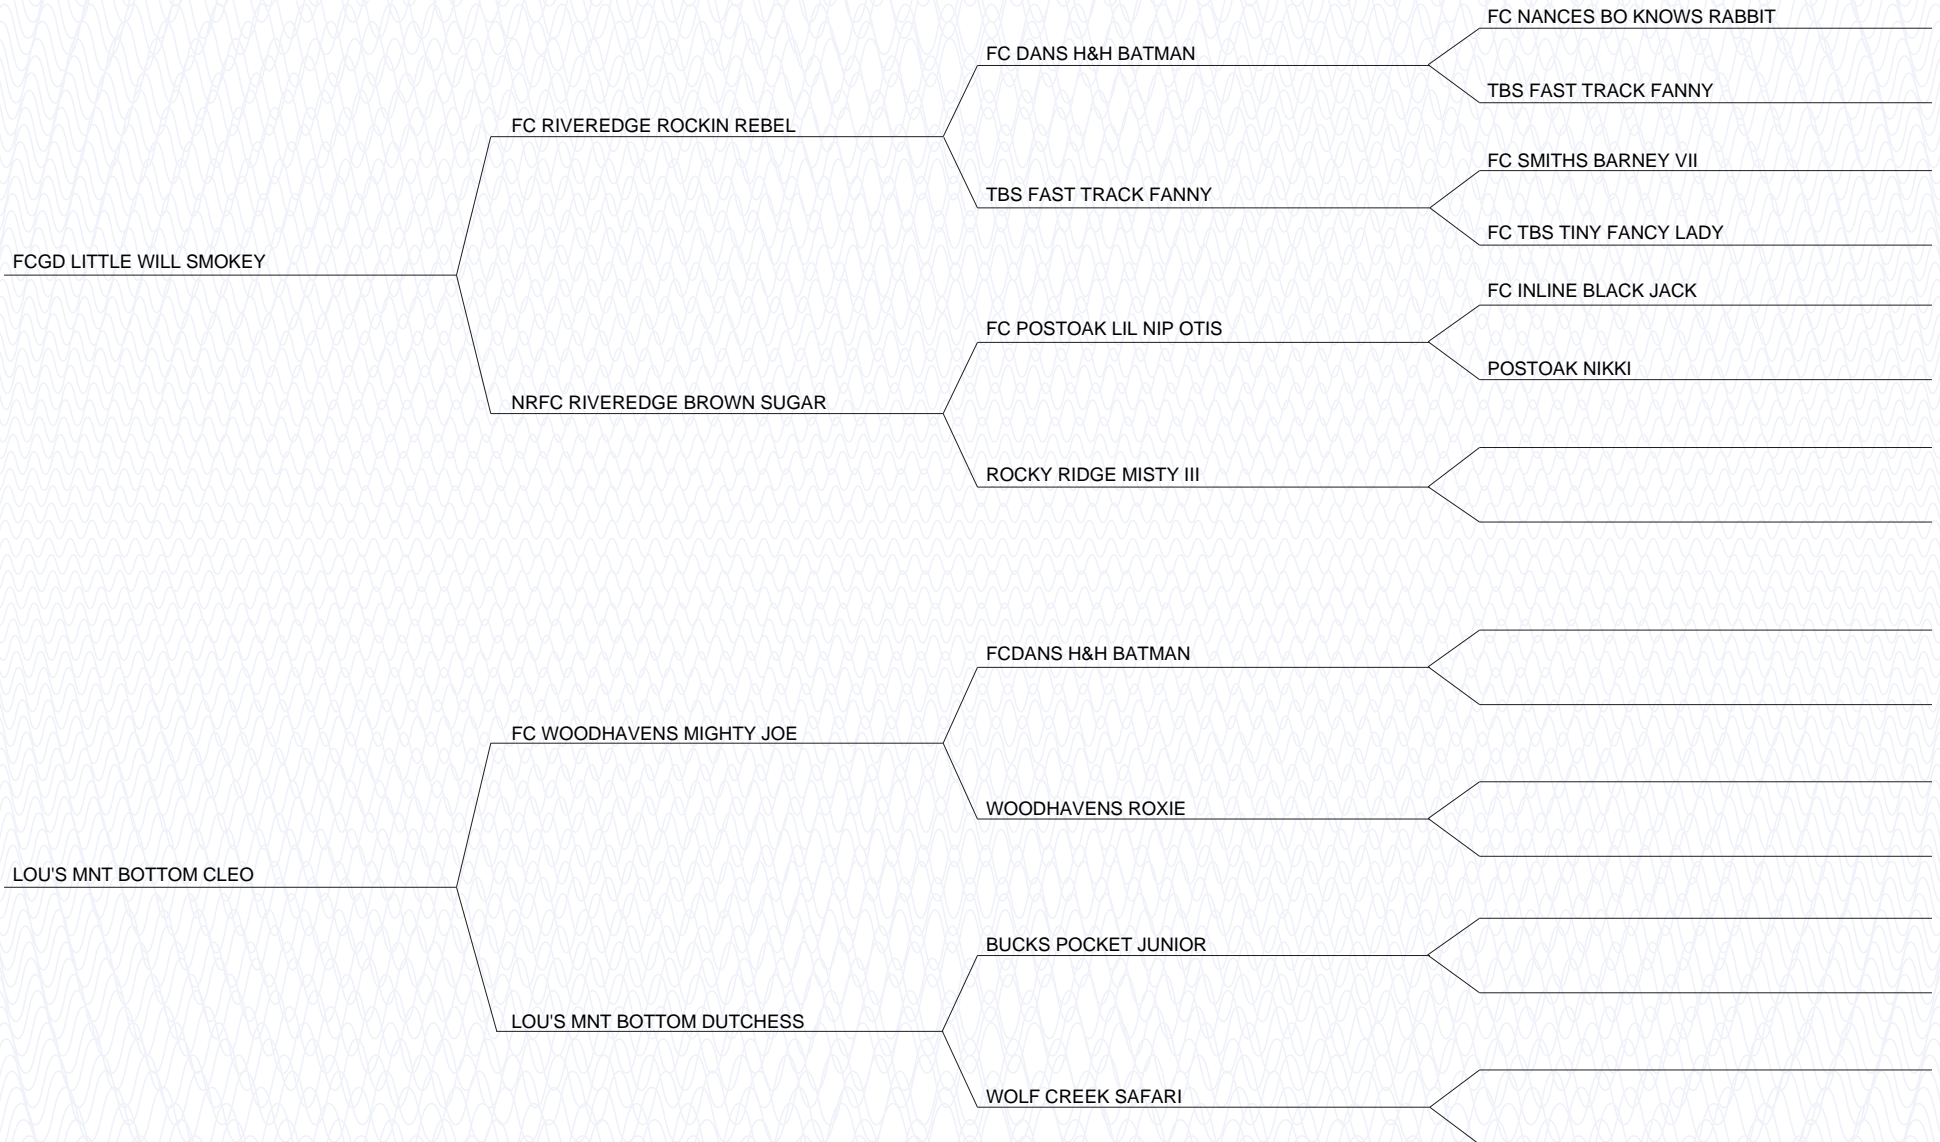 FC NANCES BO KNOWS RABBIT
FC DANS H&H BATMAN
TBS FAST TRACK FANNY
FC RIVEREDGE ROCKIN REBEL
FC SMITHS BARNEY VII
TBS FAST TRACK FANNY
FC TBS TINY FANCY LADY
FCGD LITTLE WILL SMOKEY
FC INLINE BLACK JACK
FC POSTOAK LIL NIP OTIS
POSTOAK NIKKI
NRFC RIVEREDGE BROWN SUGAR
ROCKY RIDGE MISTY III
FCDANS H&H BATMAN
FC WOODHAVENS MIGHTY JOE
WOODHAVENS ROXIE
LOU'S MNT BOTTOM CLEO
BUCKS POCKET JUNIOR
LOU'S MNT BOTTOM DUTCHESS
WOLF CREEK SAFARI